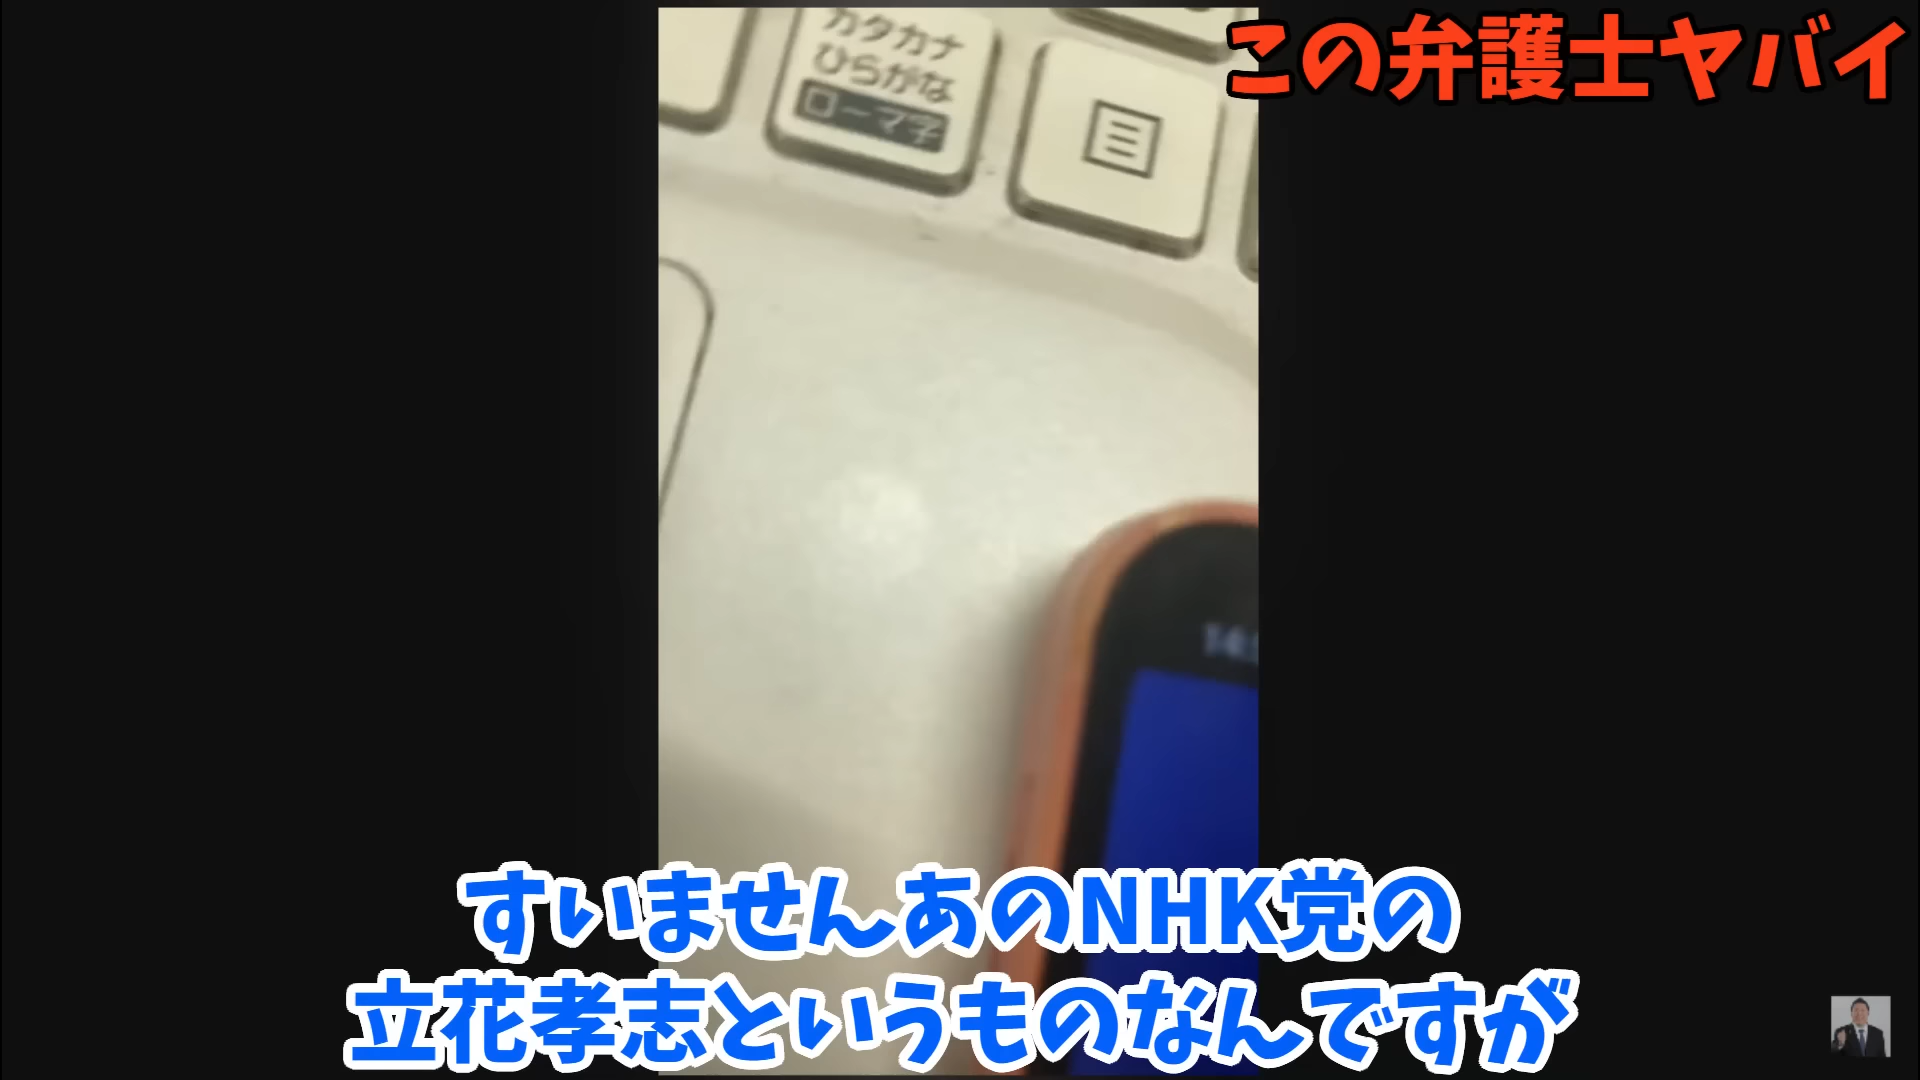 この弁護士ヤバイ
カタカナ
ひらがな
ローマ字
すいませんあのNHK党の
立花孝志というものなんですが